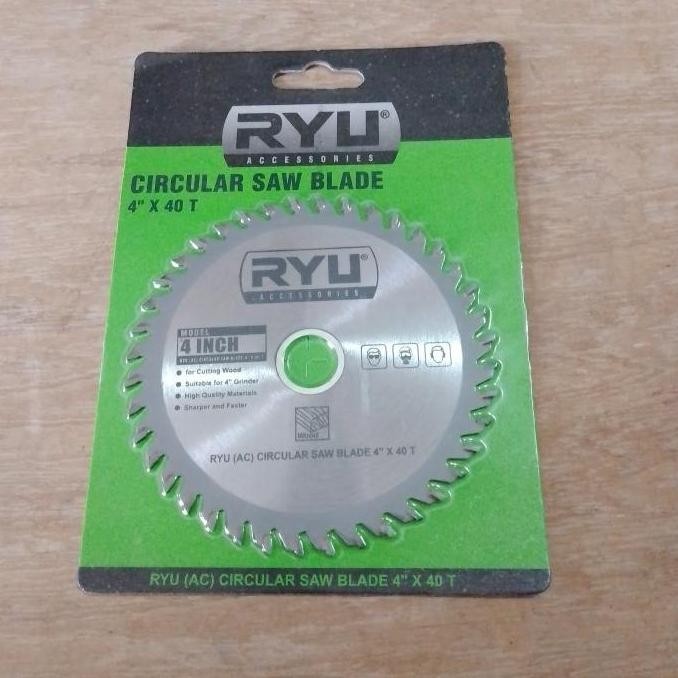 RYU®
ACCESSORIES
CIRCULAR SAW BLADE
4" X 40 T
RYU
ACCESSORIES
MODEL
4 INCH
for Cutting Wood
Suitable for 4" Grinder
High Quality Materials
Sharper and Faster
Wood
RYU (AC) CIRCULAR SAW BLADE 4" X 40 T
RYU (AC) CIRCULAR SAW BLADE 4" X 40 T